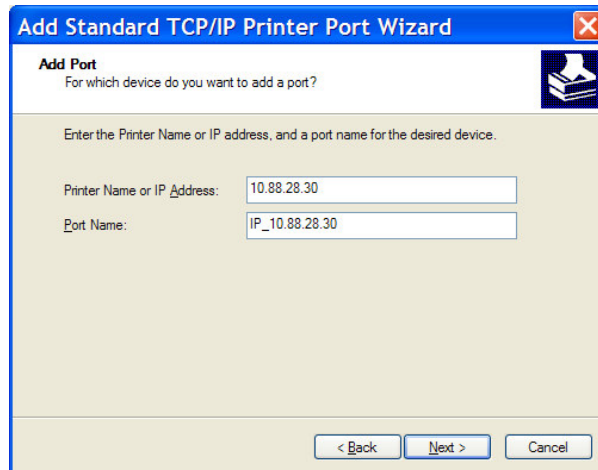 Add Standard TCP/IP Printer Port Wizard
Add Port
For which device do you want to add a port?
Enter the Printer Name or IP address, and a port name for the desired device.
Printer Name or IP Address: 10.88.28.30
Port Name: IP_10.88.28.30
< Back Next > Cancel